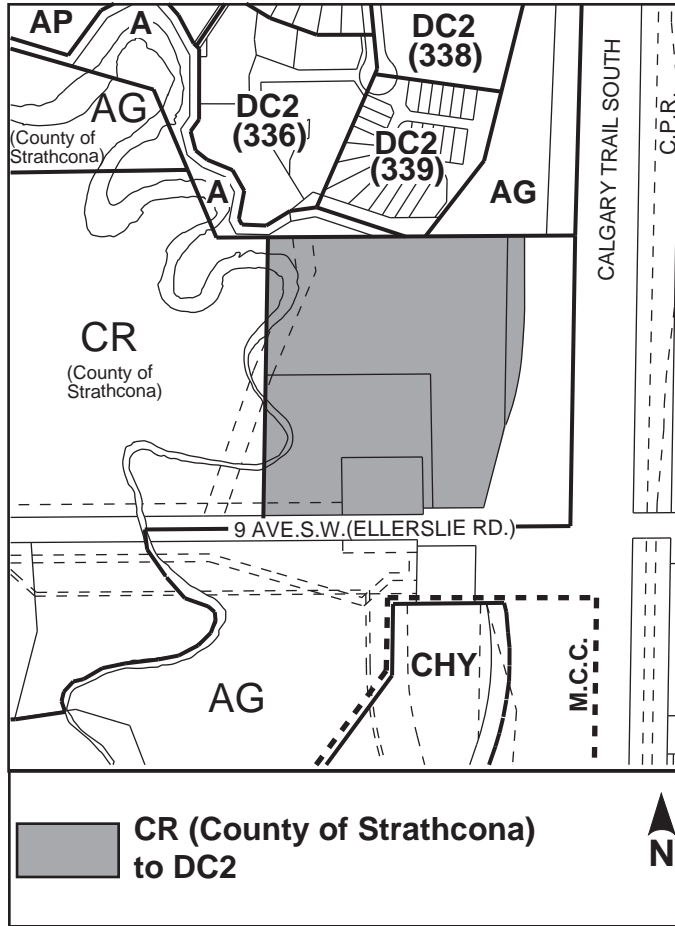 AP
A
DC2
(338)
AG
(County of
Strathcona)
DC2
(336)
DC2
(339)
A
AG
CALGARY TRAIL SOUTH
C.P.R.
CR
(County of
Strathcona)
9 AVE.S.W.(ELLERSLIE RD.)
AG
CHY
M.C.C.
CR (County of Strathcona)
to DC2
N